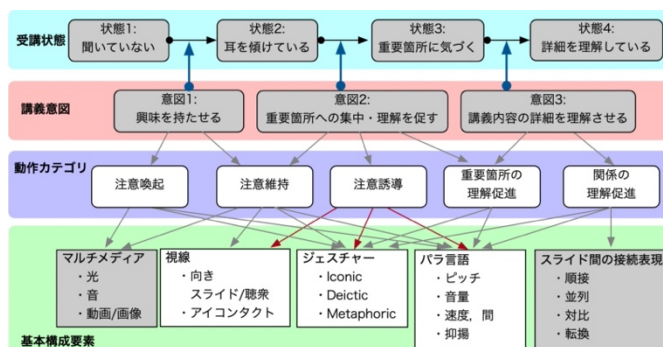 受講状態
状態1:
聞いていない
状態2:
耳を傾けている
状態3:
重要箇所に気づく
状態4:
詳細を理解している
講義意図
意図1:
興味を持たせる
意図2:
重要箇所への集中・理解を促す
意図3:
講義内容の詳細を理解させる
動作カテゴリ
注意喚起
注意維持
注意誘導
重要箇所の
理解促進
関係の
理解促進
マルチメディア
・光
・音
・動画/画像
視線
・向き
スライド/聴衆
・アイコンタクト
ジェスチャー
・Iconic
・Deictic
・Metaphoric
パラ言語
・ピッチ
・音量
・速度，間
・抑揚
スライド間の接続表現
・順接
・並列
・対比
・転換
基本構成要素